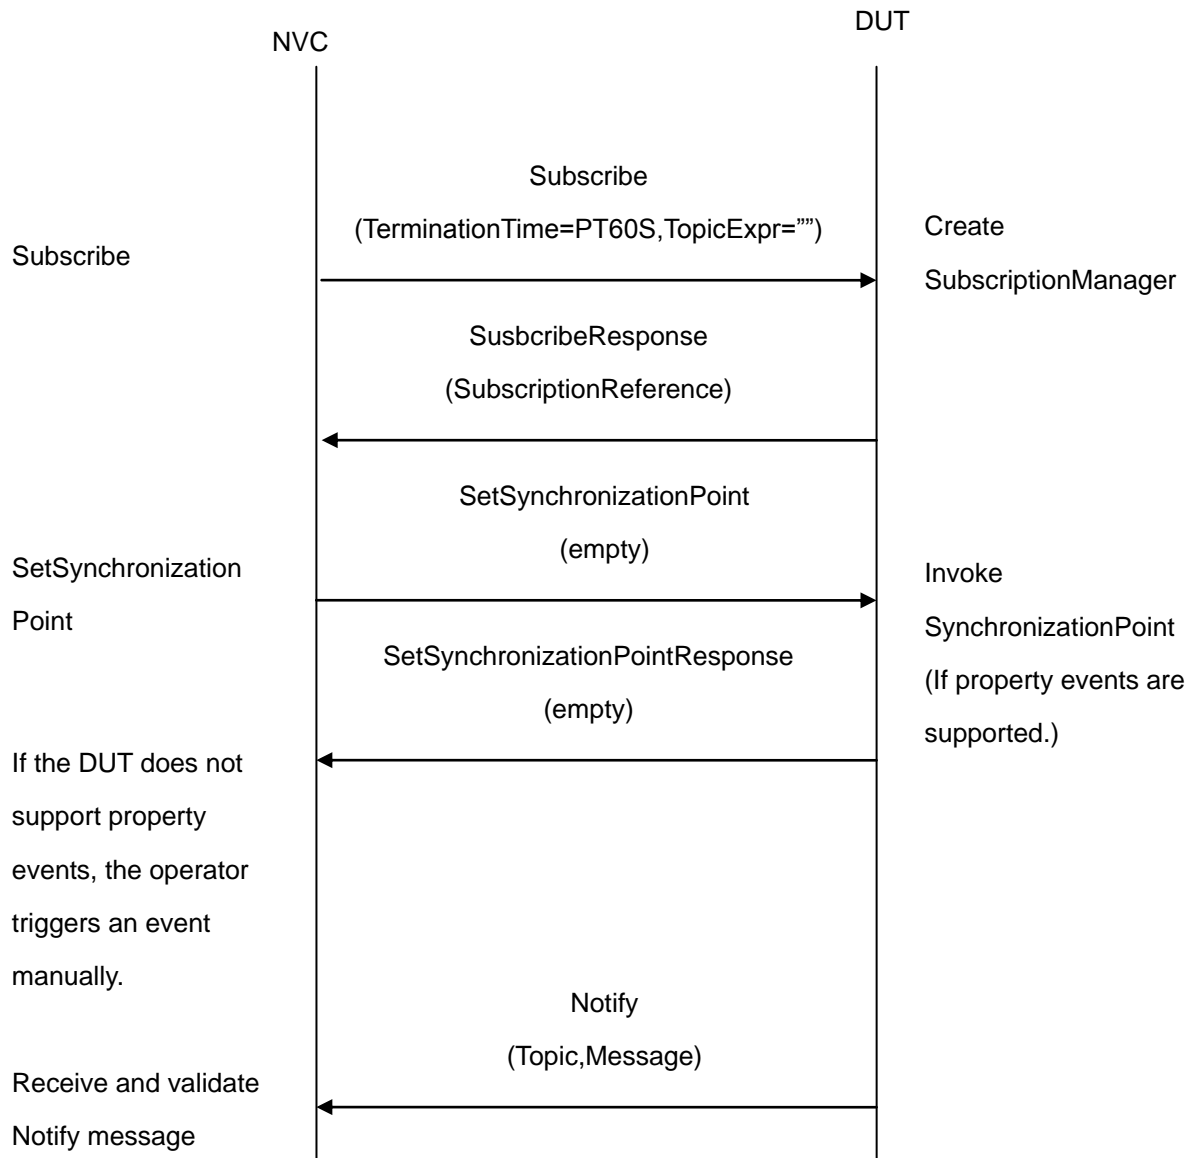 NVC
DUT
Subscribe
(TerminationTime=PT60S,TopicExpr=””)
Subscribe
Create
SubscriptionManager
SusbcribeResponse
(SubscriptionReference)
SetSynchronizationPoint
(empty)
SetSynchronization
Point
Invoke
SynchronizationPoint
(If property events are
supported.)
SetSynchronizationPointResponse
(empty)
If the DUT does not
support property
events, the operator
triggers an event
manually.
Notify
(Topic,Message)
Receive and validate
Notify message